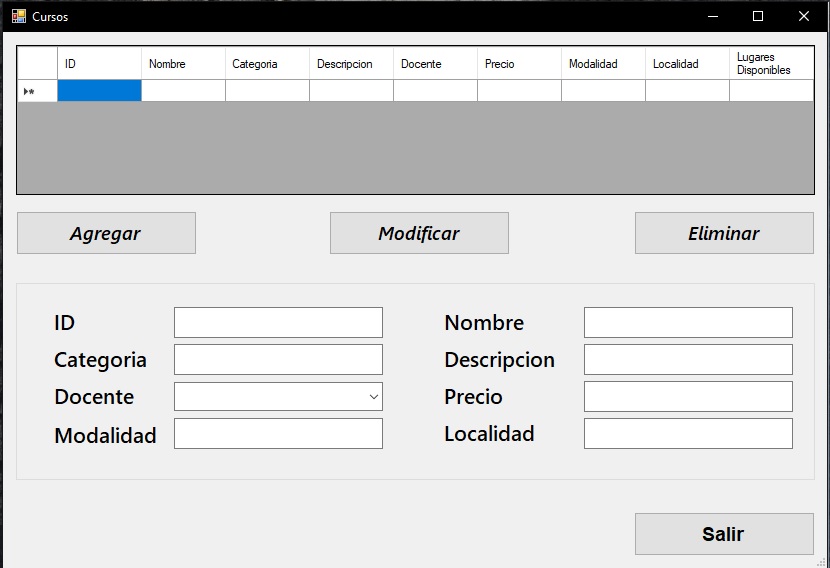 Cursos
ID Nombre Categoria Descripcion Docente Precio Modalidad Localidad Lugares
Disponibles
Agregar Modificar Eliminar
ID Nombre
Categoria Descripcion
Docente Precio
Modalidad Localidad
Salir